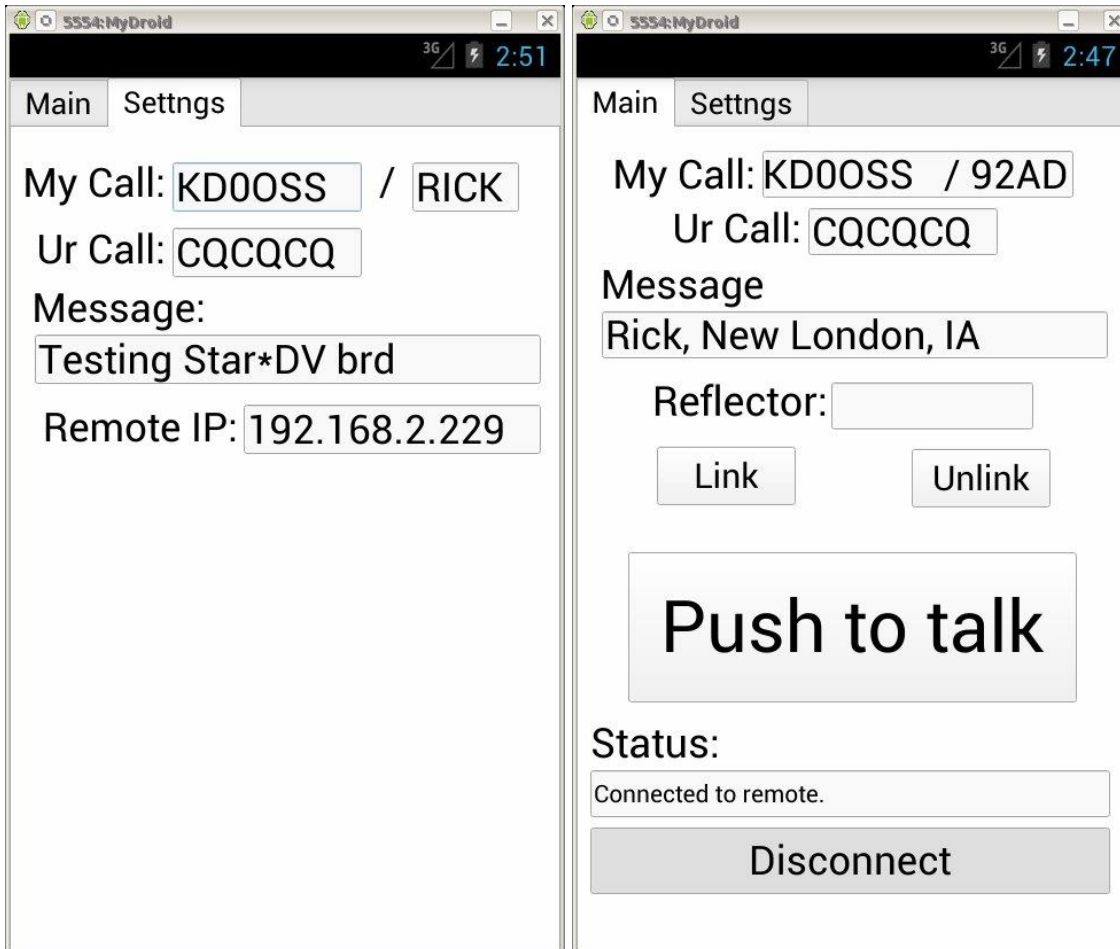 5554:MyDroid
3G 2:51
Main Settngs
My Call: KD0OSS / RICK
Ur Call: CQCQCQ
Message:
Testing Star*DV brd
Remote IP: 192.168.2.229
5554:MyDroid
3G 2:47
Main Settngs
My Call: KD0OSS / 92AD
Ur Call: CQCQCQ
Message
Rick, New London, IA
Reflector:
Link Unlink
Push to talk
Status:
Connected to remote.
Disconnect